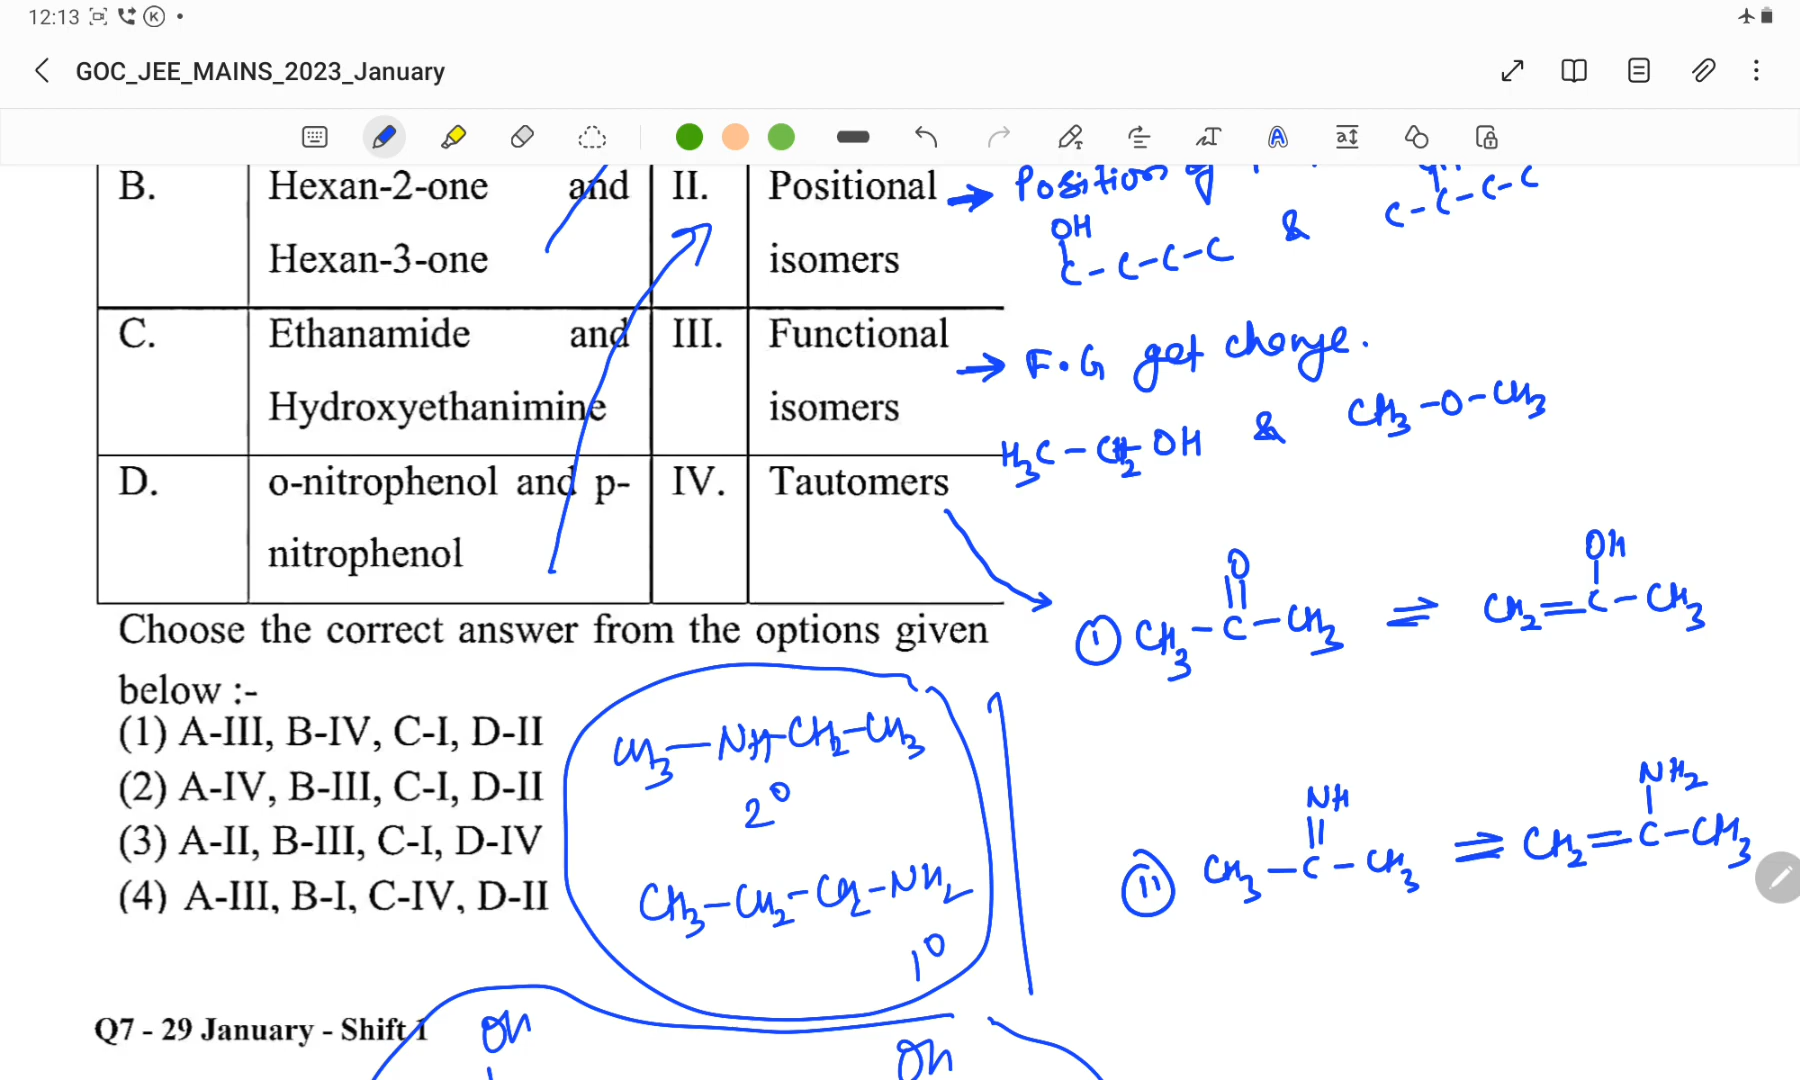 12:13
GOC_JEE_MAINS_2023_January
B. Hexan-2-one and II. Positional → Position of
Hexan-3-one isomers
OH
C-C-C-C & C-C-C-C
C. Ethanamide and III. Functional → F.G get change.
Hydroxyethanimine isomers
H3C-CH2OH & CH3-O-CH3
D. o-nitrophenol and p- IV. Tautomers
nitrophenol
O OH
① CH3-C-CH3 ⇌ CH2=C-CH3
Choose the correct answer from the options given
below :-
(1) A-III, B-IV, C-I, D-II
(2) A-IV, B-III, C-I, D-II
(3) A-II, B-III, C-I, D-IV
(4) A-III, B-I, C-IV, D-II
CH3-NH-CH2-CH3
2°
CH3-CH2-CH2-NH2
1°
NH NH2
⑪ CH3-C-CH3 ⇌ CH2=C-CH3
Q7 - 29 January - Shift 1
OH
OH